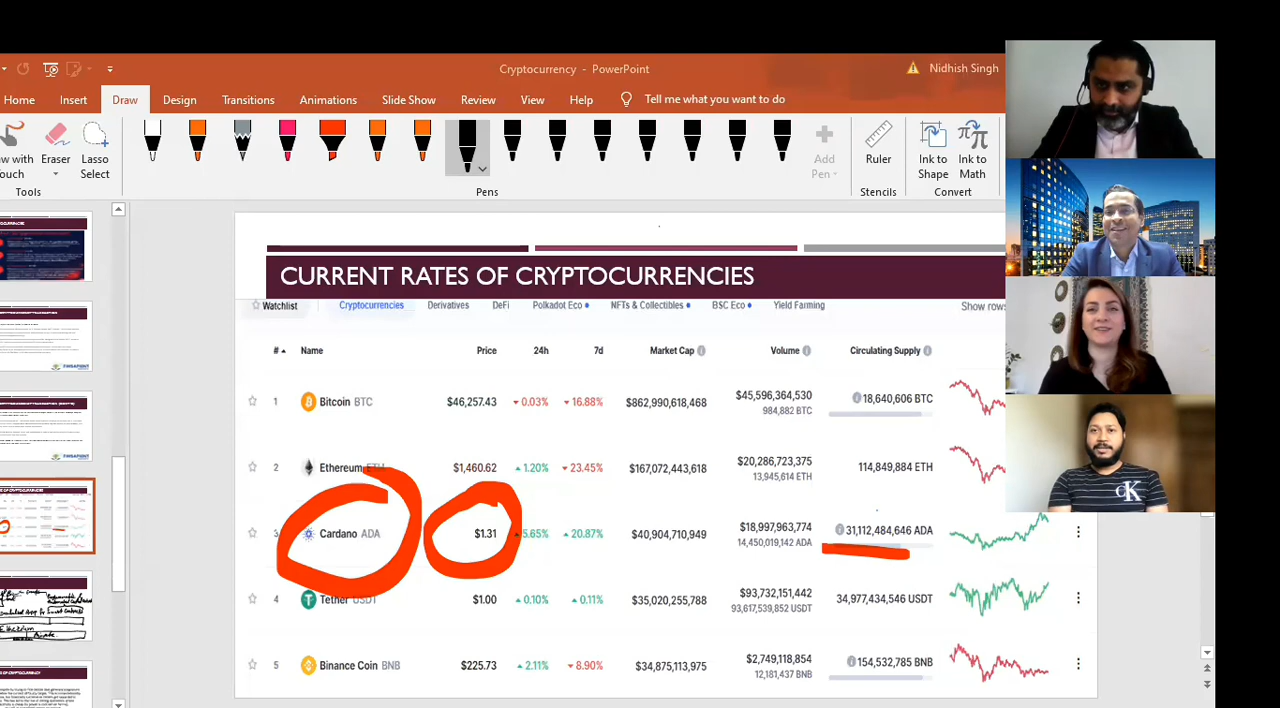 Cryptocurrency - PowerPoint
Nidhish Singh
Home Insert Draw Design Transitions Animations Slide Show Review View Help Tell me what you want to do
Eraser
Lasso Select
Add Pen
Ruler
Ink to Shape
Ink to Math
Touch
Tools
Pens
Stencils
Convert
CURRENT RATES OF CRYPTOCURRENCIES
Watchlist Cryptocurrencies Derivatives DeFi Polkadot Eco NFTs & Collectibles BSC Eco Yield Farming Show rows
# Name Price 24h 7d Market Cap Volume Circulating Supply
1 Bitcoin BTC $46,257.43 0.03% 16.88% $862,990,618,468 $45,596,364,530 18,640,606 BTC
984,882 BTC
2 Ethereum ETH $1,460.62 1.20% 23.45% $167,072,443,618 $20,286,723,375 114,849,884 ETH
13,945,614 ETH
3 Cardano ADA $1.31 5.65% 20.87% $40,904,710,949 $18,997,963,774 31,112,484,646 ADA
14,450,019,142 ADA
4 Tether USDT $1.00 0.10% 0.11% $35,020,255,788 $93,732,151,442 34,977,434,546 USDT
93,617,539,852 USDT
5 Binance Coin BNB $225.73 2.11% 8.90% $34,875,113,975 $2,749,118,854 154,532,785 BNB
12,181,437 BNB
cK